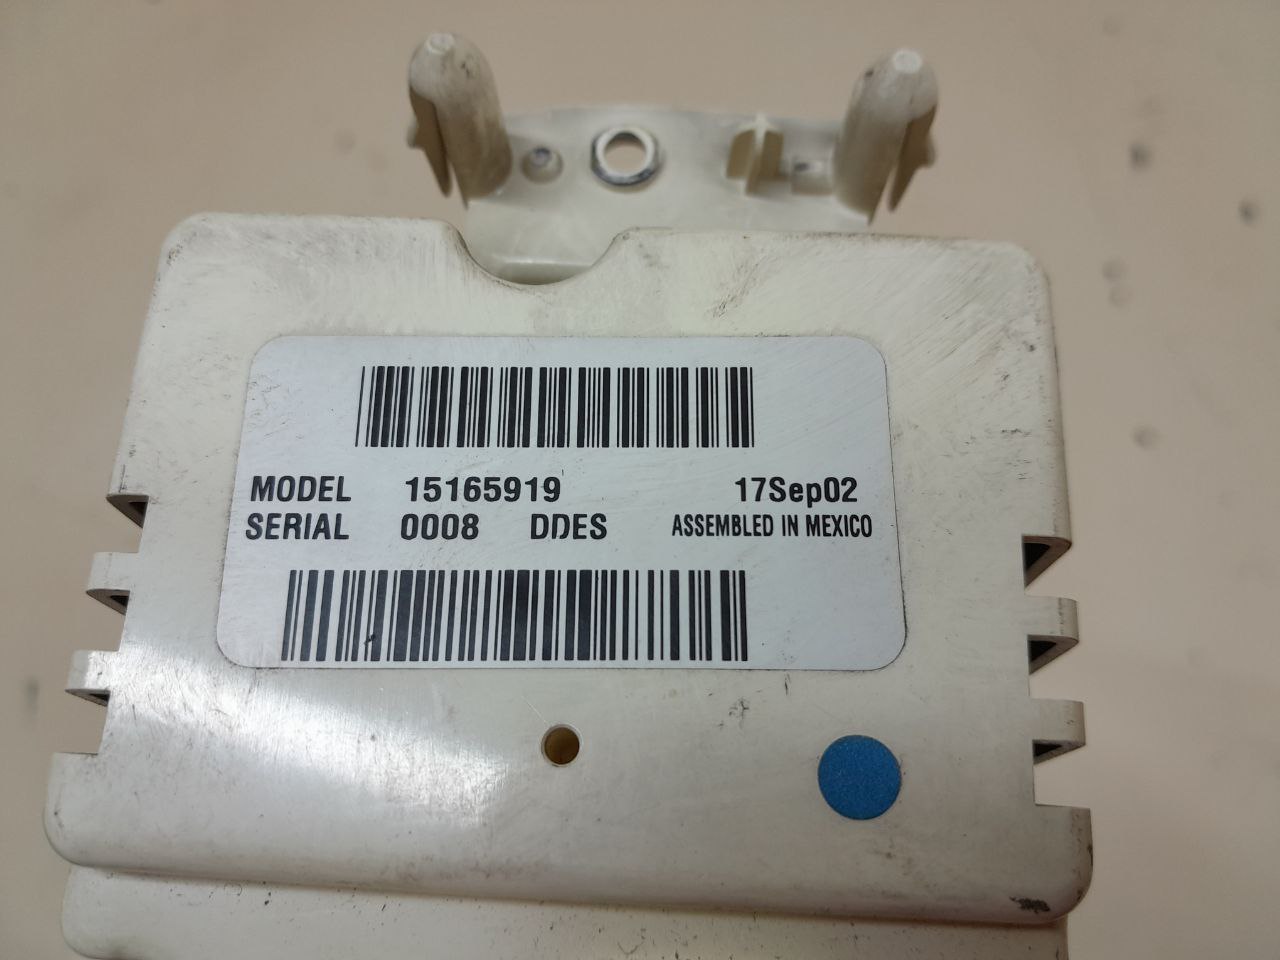 MODEL 15165919 17Sep02
SERIAL 0008 DDES ASSEMBLED IN MEXICO